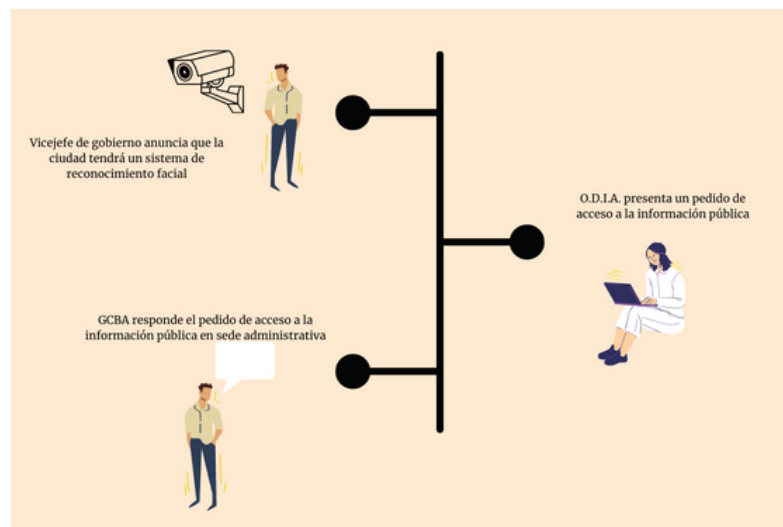 Vicejefe de gobierno anuncia que la
ciudad tendrá un sistema de
reconocimiento facial
O.D.I.A. presenta un pedido de
acceso a la información pública
GCBA responde el pedido de acceso a la
información pública en sede administrativa